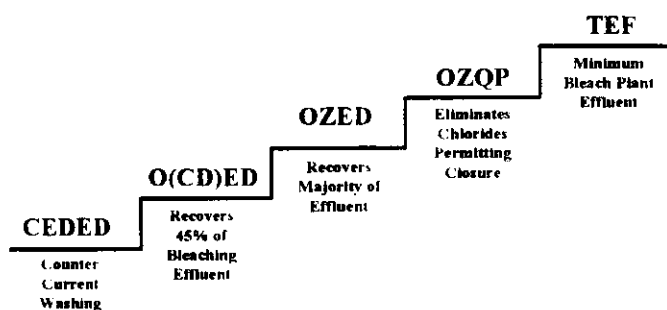 TEF
Minimum
Bleach Plant
Effluent
OZQP
Eliminates
Chlorides
Permitting
Closure
OZED
Recovers
Majority of
Effluent
O(CD)ED
Recovers
45% of
Bleaching
Effluent
CEDED
Counter
Current
Washing